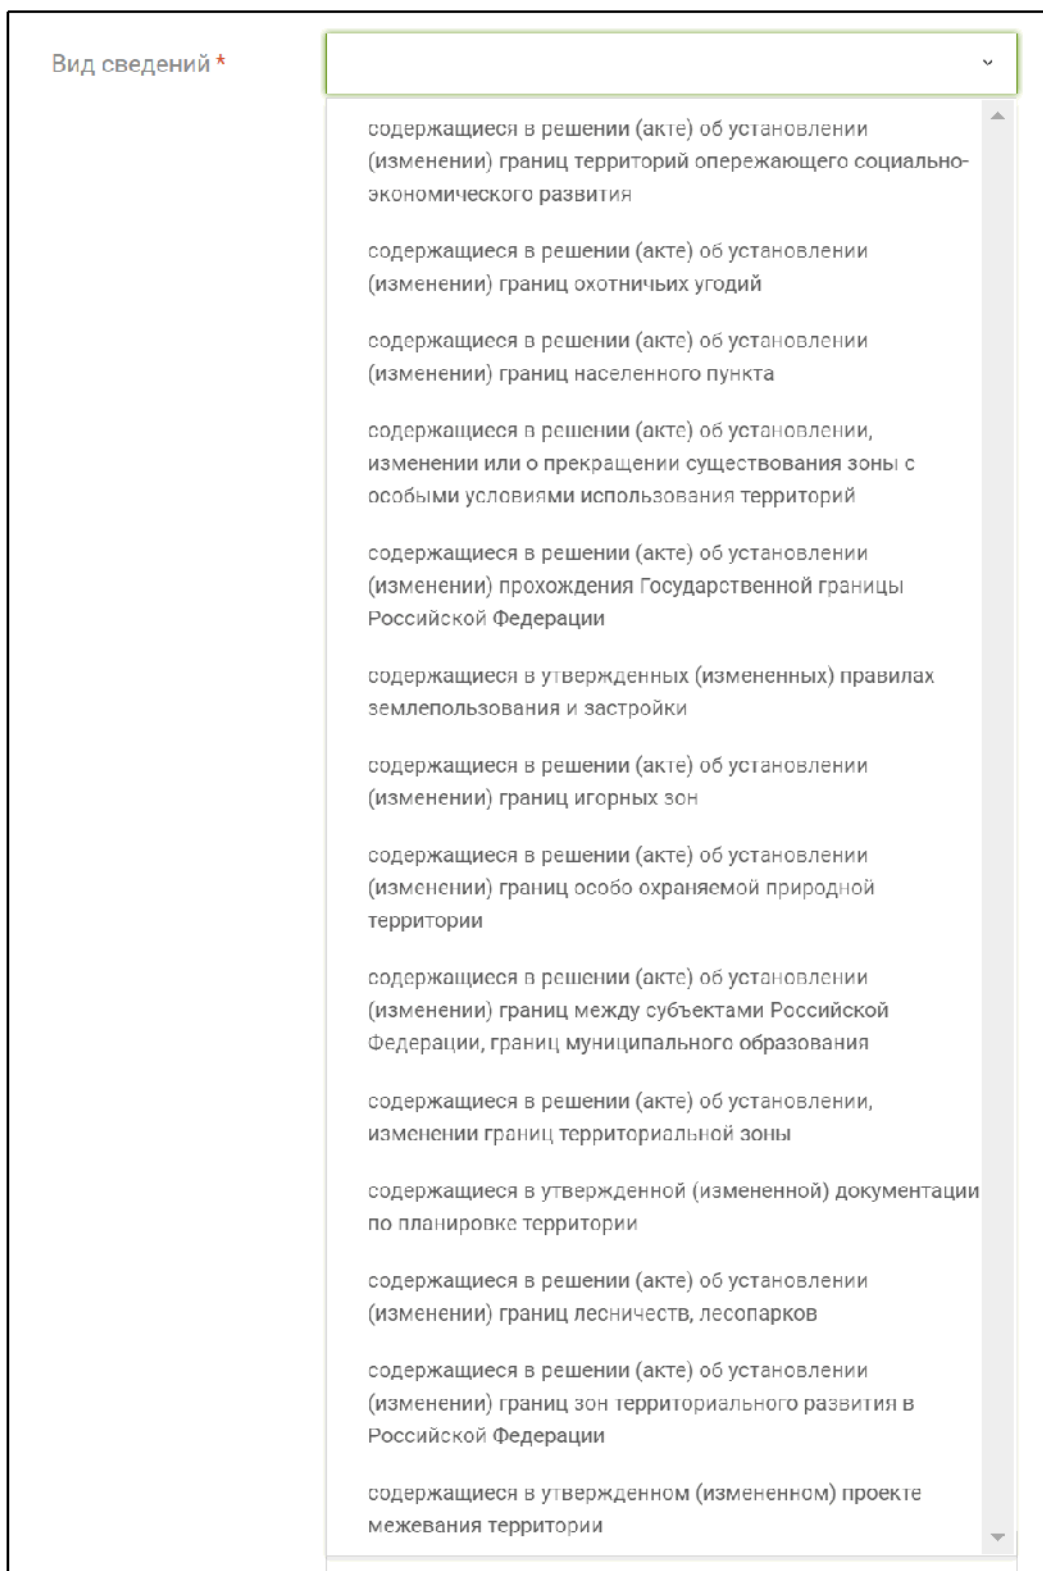 Вид сведений *
содержащиеся в решении (акте) об установлении
(изменении) границ территорий опережающего социально-
экономического развития
содержащиеся в решении (акте) об установлении
(изменении) границ охотничьих угодий
содержащиеся в решении (акте) об установлении
(изменении) границ населенного пункта
содержащиеся в решении (акте) об установлении,
изменении или о прекращении существования зоны с
особыми условиями использования территорий
содержащиеся в решении (акте) об установлении
(изменении) прохождения Государственной границы
Российской Федерации
содержащиеся в утвержденных (измененных) правилах
землепользования и застройки
содержащиеся в решении (акте) об установлении
(изменении) границ игорных зон
содержащиеся в решении (акте) об установлении
(изменении) границ особо охраняемой природной
территории
содержащиеся в решении (акте) об установлении
(изменении) границ между субъектами Российской
Федерации, границ муниципального образования
содержащиеся в решении (акте) об установлении,
изменении границ территориальной зоны
содержащиеся в утвержденной (измененной) документации
по планировке территории
содержащиеся в решении (акте) об установлении
(изменении) границ лесничеств, лесопарков
содержащиеся в решении (акте) об установлении
(изменении) границ зон территориального развития в
Российской Федерации
содержащиеся в утвержденном (измененном) проекте
межевания территории